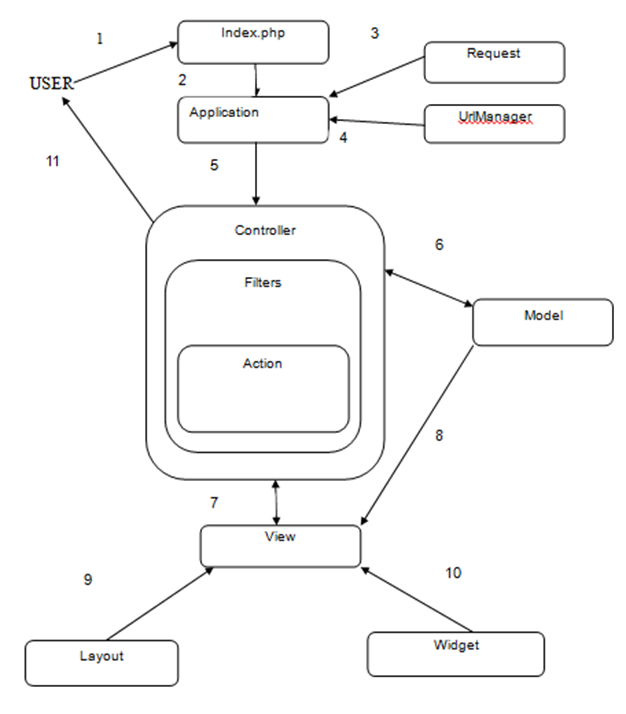 1
Index.php
3
Request
USER
2
Application
UrlManager
4
11
5
Controller
6
Filters
Model
Action
8
7
View
9
10
Layout
Widget